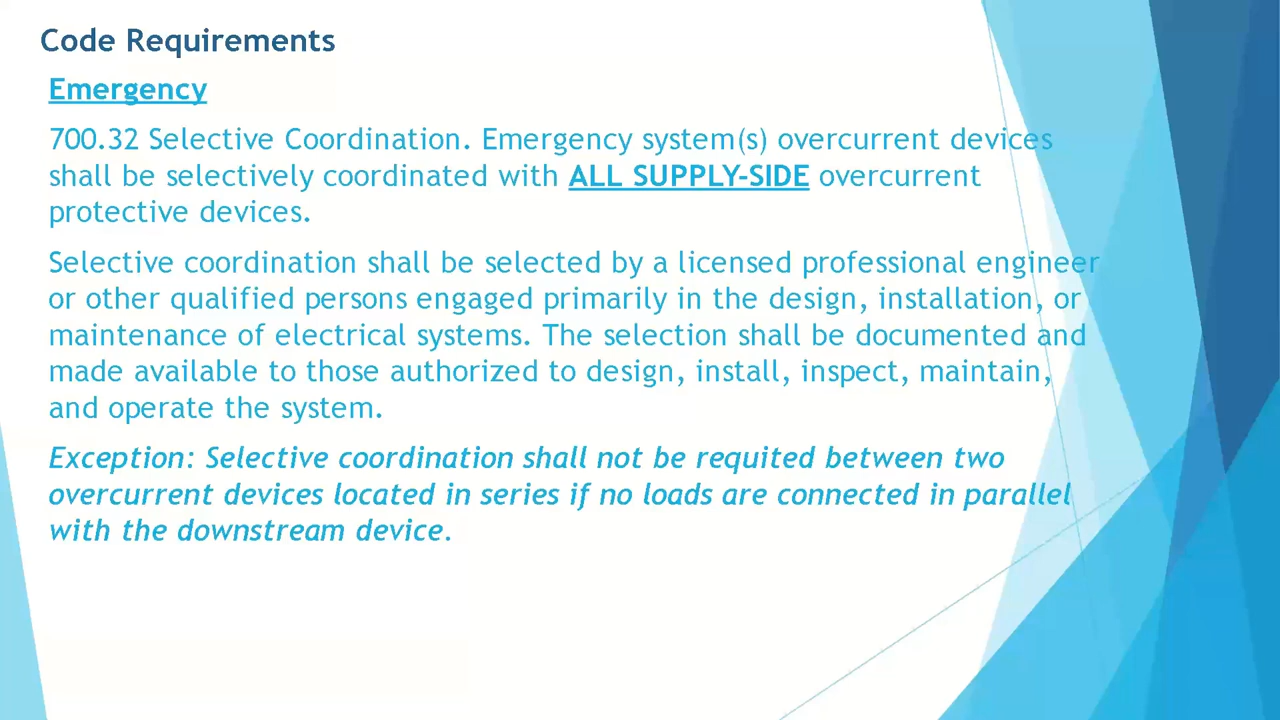 Code Requirements
Emergency
700.32 Selective Coordination. Emergency system(s) overcurrent devices
shall be selectively coordinated with ALL SUPPLY-SIDE overcurrent
protective devices.
Selective coordination shall be selected by a licensed professional engineer
or other qualified persons engaged primarily in the design, installation, or
maintenance of electrical systems. The selection shall be documented and
made available to those authorized to design, install, inspect, maintain,
and operate the system.
Exception: Selective coordination shall not be requited between two
overcurrent devices located in series if no loads are connected in parallel
with the downstream device.